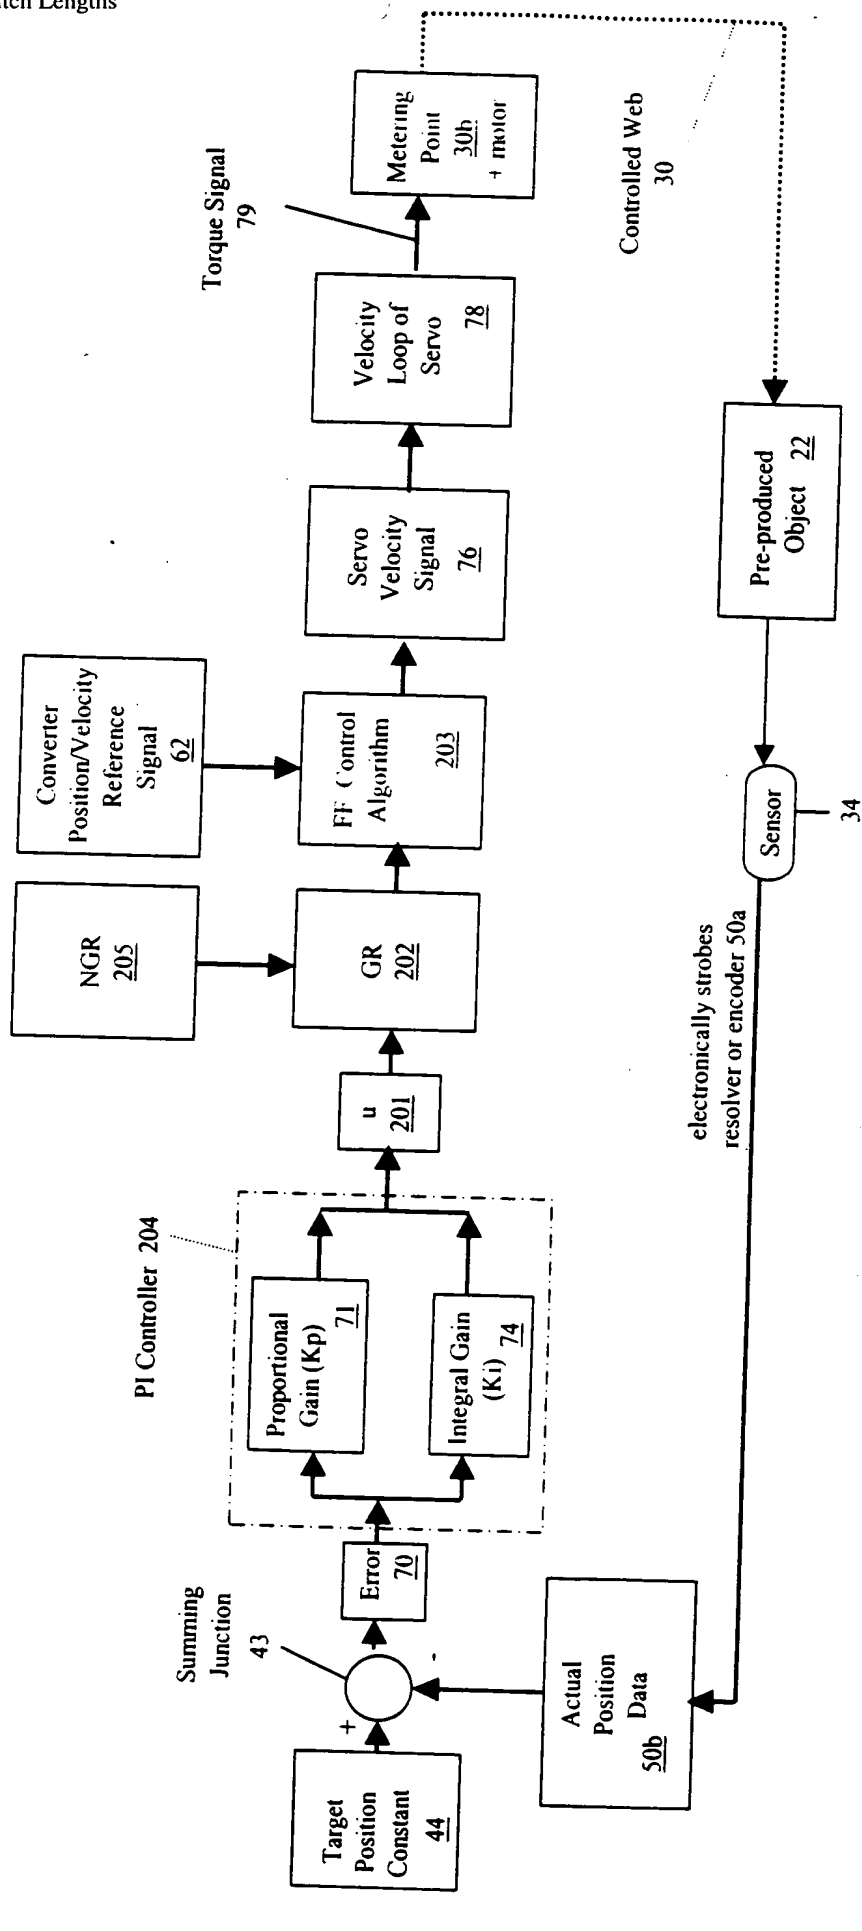 Lengths
Target
Position
Constant
44
+
Summing
Junction
43
-
Actual
Position
Data
50b
Error
70
PI Controller 204
Proportional
Gain (Kp)
71
Integral Gain
(Ki)
74
u
201
NGR
205
GR
202
Converter
Position/Velocity
Reference
Signal
62
FF Control
Algorithm
203
Servo
Velocity
Signal
76
Velocity
Loop of
Servo
78
Torque Signal
79
Metering
Point
30b
+ motor
Controlled Web
30
Pre-produced
Object 22
Sensor
34
electronically strobes
resolver or encoder 50a